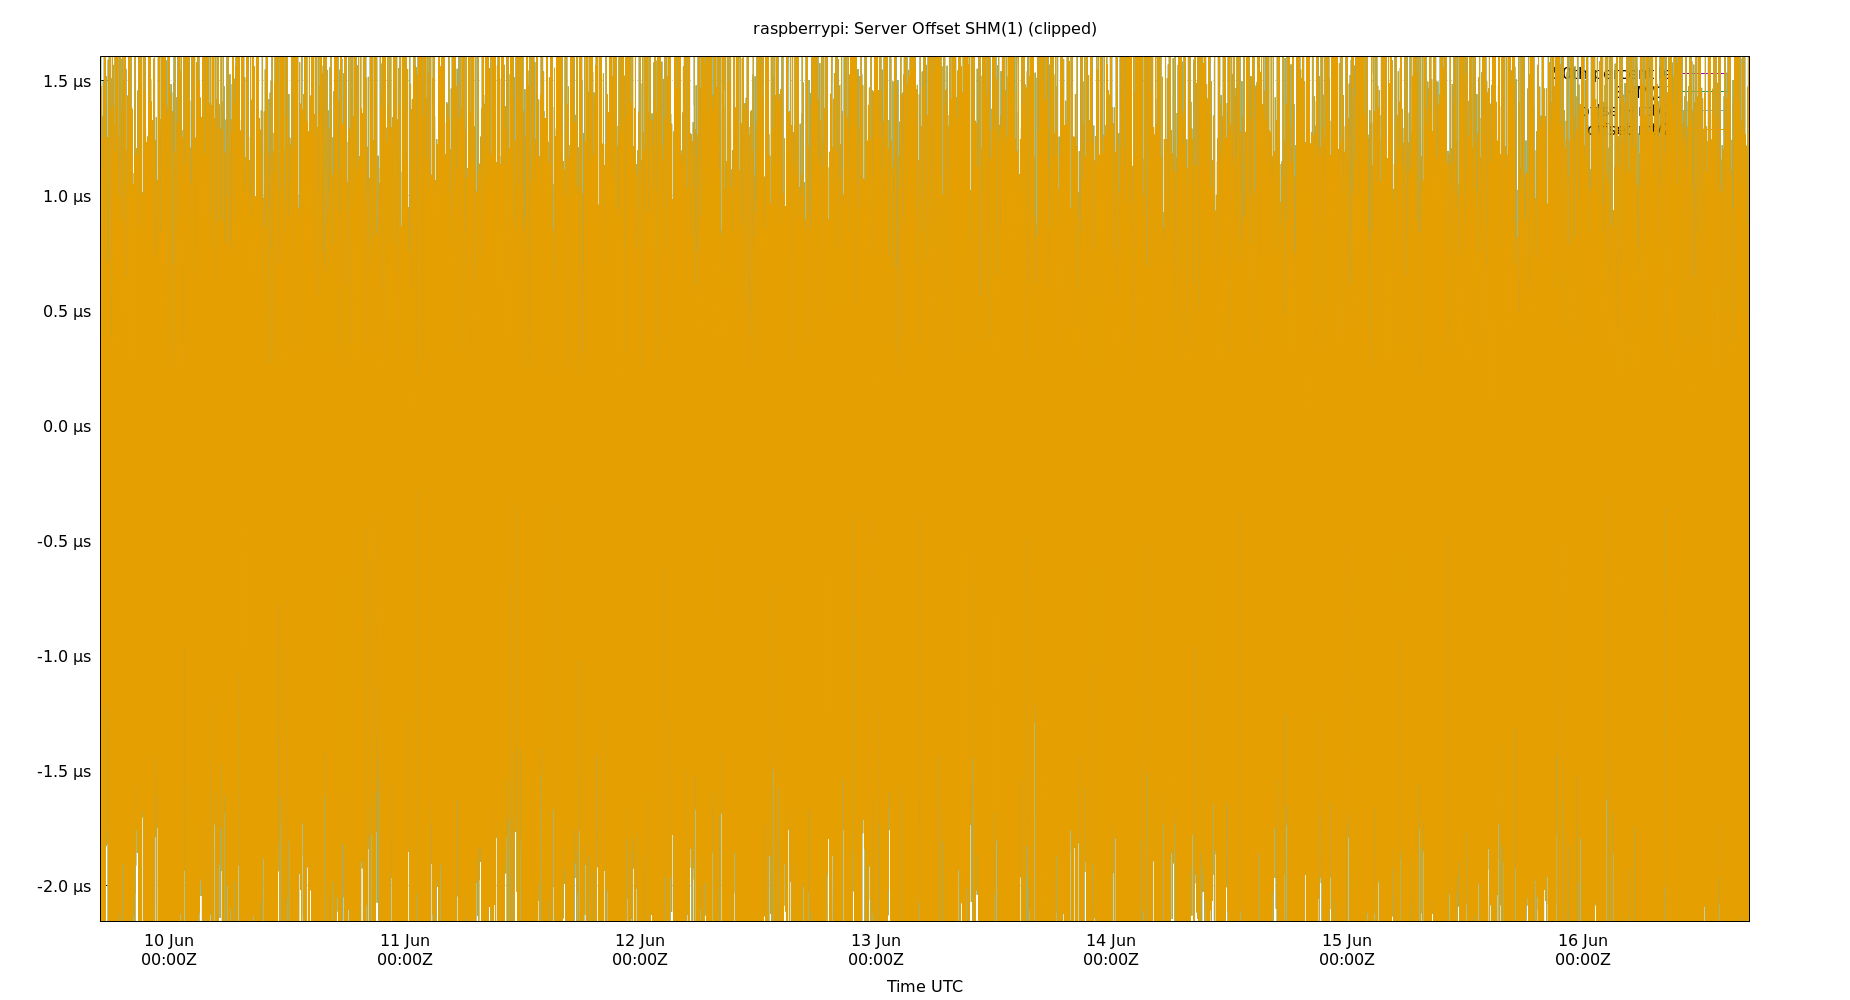 raspberrypi: Server Offset SHM(1) (clipped)
1.5 µs
1.0 µs
0.5 µs
0.0 µs
-0.5 µs
-1.0 µs
-1.5 µs
-2.0 µs
10 Jun 11 Jun 12 Jun 13 Jun 14 Jun 15 Jun 16 Jun
00:00Z 00:00Z 00:00Z 00:00Z 00:00Z 00:00Z 00:00Z
Time UTC